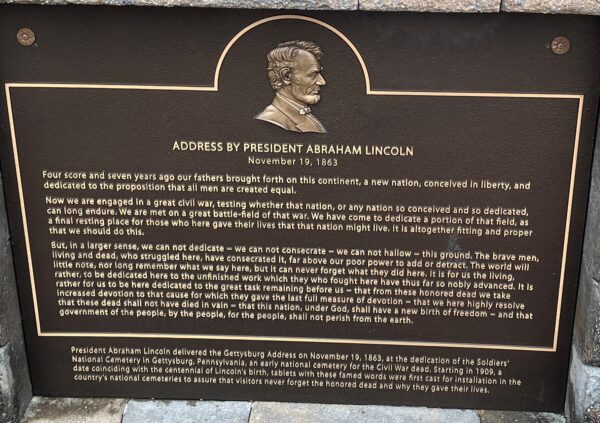 ADDRESS BY PRESIDENT ABRAHAM LINCOLN
November 19, 1863
Four score and seven years ago our fathers brought forth on this continent, a new nation, conceived in liberty, and
dedicated to the proposition that all men are created equal.
Now we are engaged in a great civil war, testing whether that nation, or any nation so conceived and so dedicated,
can long endure. We are met on a great battle-field of that war. We have come to dedicate a portion of that field, as
a final resting place for those who here gave their lives that that nation might live. It is altogether fitting and proper
that we should do this.
But, in a larger sense, we can not dedicate – we can not consecrate – we can not hallow – this ground. The brave men,
living and dead, who struggled here, have consecrated it, far above our poor power to add or detract. The world will
little note, nor long remember what we say here, but it can never forget what they did here. It is for us the living,
rather, to be dedicated here to the unfinished work which they who fought here have thus far so nobly advanced. It is
rather for us to be here dedicated to the great task remaining before us – that from these honored dead we take
increased devotion to that cause for which they gave the last full measure of devotion – that we here highly resolve
that these dead shall not have died in vain – that this nation, under God, shall have a new birth of freedom – and that
government of the people, by the people, for the people, shall not perish from the earth.
President Abraham Lincoln delivered the Gettysburg Address on November 19, 1863, at the dedication of the Soldiers'
National Cemetery in Gettysburg, Pennsylvania, an early national cemetery for the Civil War dead. Starting in 1909, a
date coinciding with the centennial of Lincoln's birth, tablets with these famed words were first cast for installation in the
country's national cemeteries to assure that visitors never forget the honored dead and why they gave their lives.